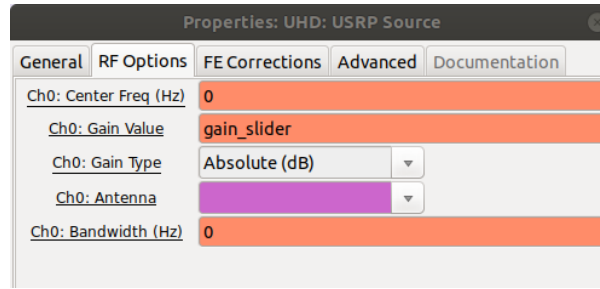 Properties: UHD: USRP Source
General RF Options FE Corrections Advanced Documentation
Ch0: Center Freq (Hz) 0
Ch0: Gain Value gain_slider
Ch0: Gain Type Absolute (dB)
Ch0: Antenna
Ch0: Bandwidth (Hz) 0